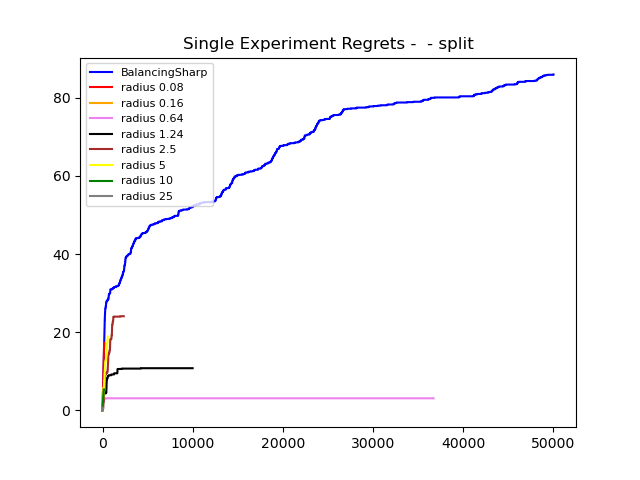 Single Experiment Regrets -  - split
BalancingSharp
radius 0.08
radius 0.16
radius 0.64
radius 1.24
radius 2.5
radius 5
radius 10
radius 25
80
60
40
20
0
0 10000 20000 30000 40000 50000